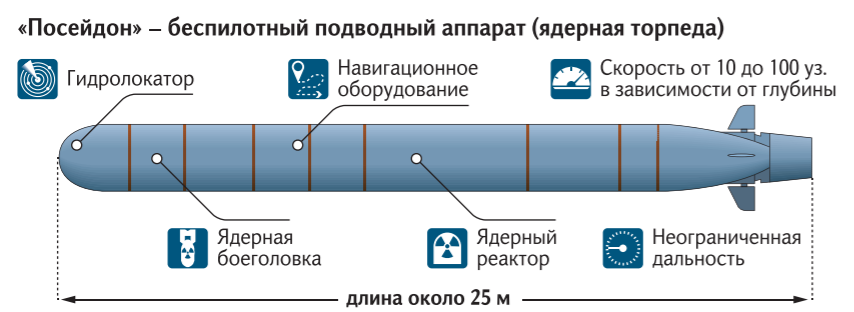 «Посейдон» – беспилотный подводный аппарат (ядерная торпеда)
Гидролокатор
Навигационное
оборудование
Скорость от 10 до 100 уз.
в зависимости от глубины
Ядерная
боеголовка
Ядерный
реактор
Неограниченная
дальность
длина около 25 м